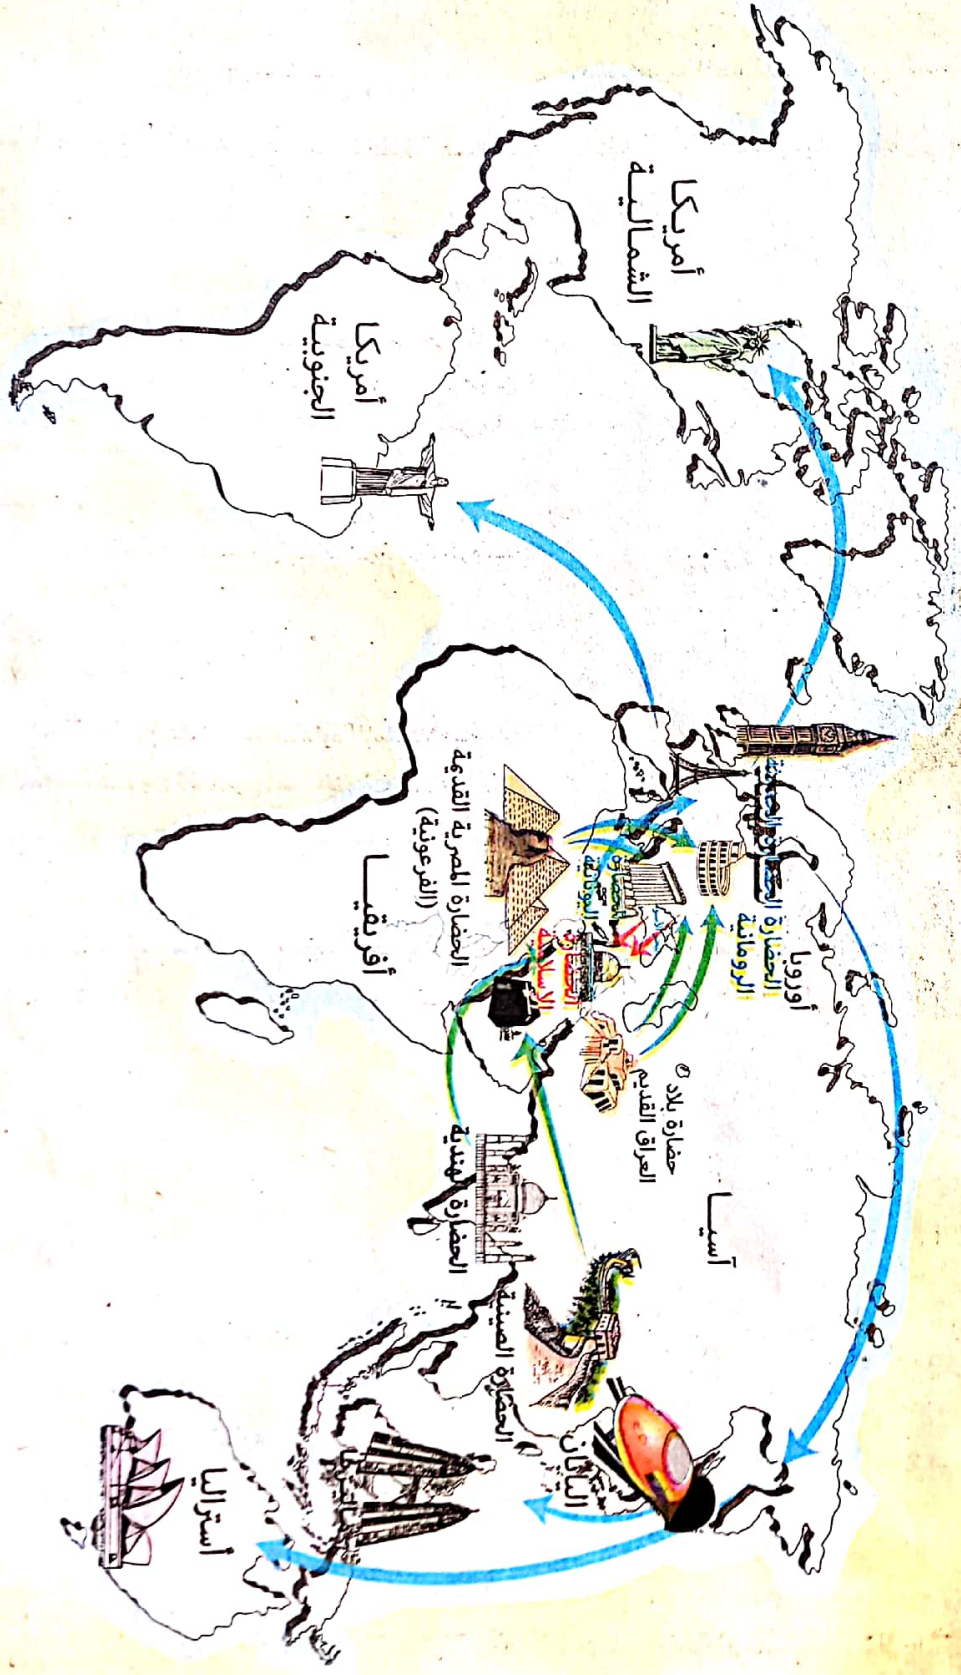 أمريكا
الشمالية
أمريكا
الجنوبية
أوروبا
الحضارة الرومانية
الحضارة
اليونانية
الحضارة
الاسلامية
الحضارة المصرية القديمة
(الفرعونية)
أفريقيا
حضارة بلاد
العراق القديم
آسيا
الحضارة الهندية
الحضارة الصينية
اليابان
أستراليا